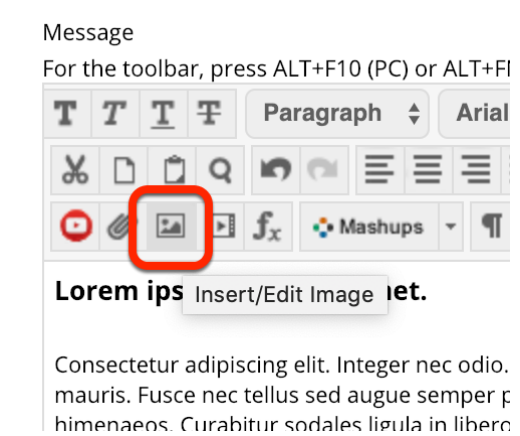 Message
For the toolbar, press ALT+F10 (PC) or ALT+F
T T T T Paragraph Arial
fx Mashups ¶
Lorem ips et.
Insert/Edit Image
Consectetur adipiscing elit. Integer nec odio.
mauris. Fusce nec tellus sed augue semper p
himenaeos. Curabitur sodales ligula in libero